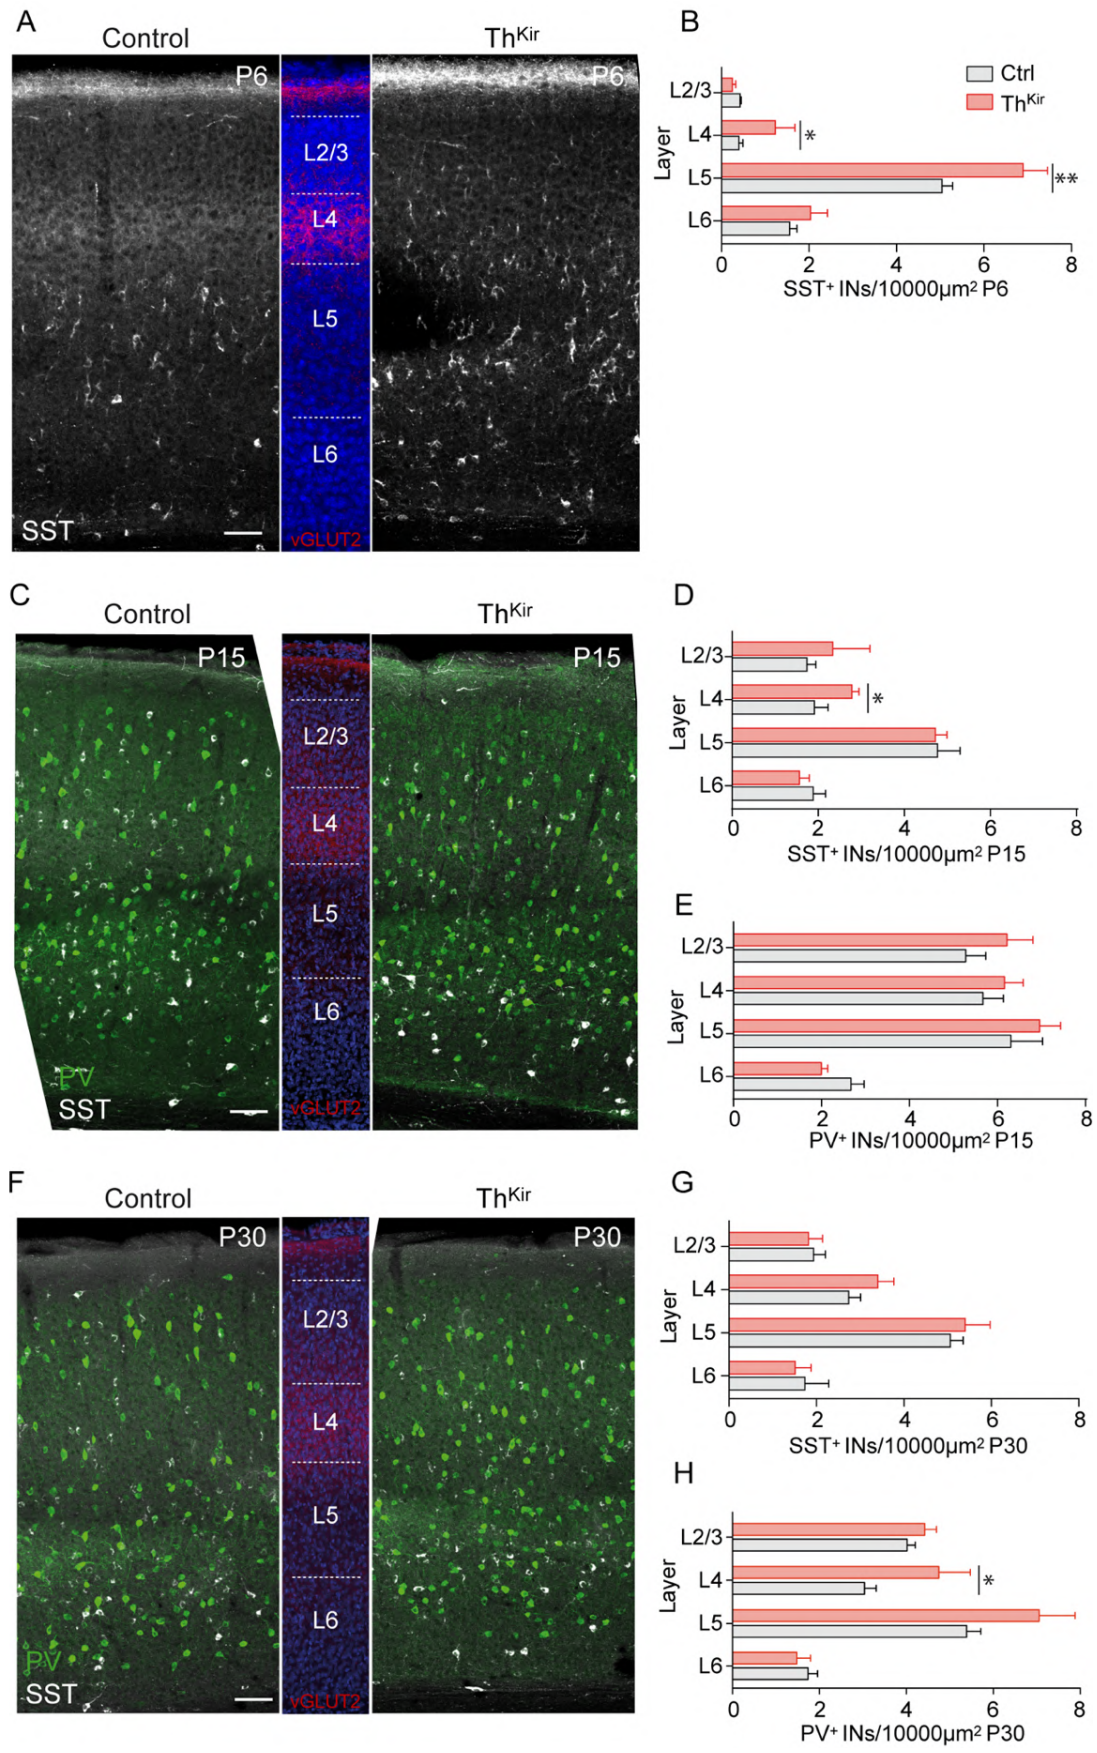 A
Control
Th^Kir
P6
P6
L2/3
L4
L5
L6
SST
vGLUT2
B
Ctrl
Th^Kir
Layer
L2/3
L4
*
L5
**
L6
0 2 4 6 8
SST⁺ INs/10000µm² P6
C
Control
Th^Kir
P15
P15
L2/3
L4
L5
L6
PV
SST
vGLUT2
D
Layer
L2/3
L4
*
L5
L6
0 2 4 6 8
SST⁺ INs/10000µm² P15
E
Layer
L2/3
L4
L5
L6
0 2 4 6 8
PV⁺ INs/10000µm² P15
F
Control
Th^Kir
P30
P30
L2/3
L4
L5
L6
PV
SST
vGLUT2
G
Layer
L2/3
L4
L5
L6
0 2 4 6 8
SST⁺ INs/10000µm² P30
H
Layer
L2/3
L4
*
L5
L6
0 2 4 6 8
PV⁺ INs/10000µm² P30